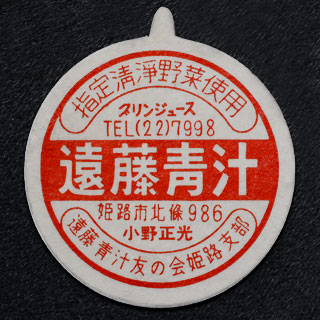 指定清淨野菜使用
タリンジュース
TEL(22)7998
遠藤青汁
姫路市北條986
小野正光
遠藤青汁友の会姫路支部